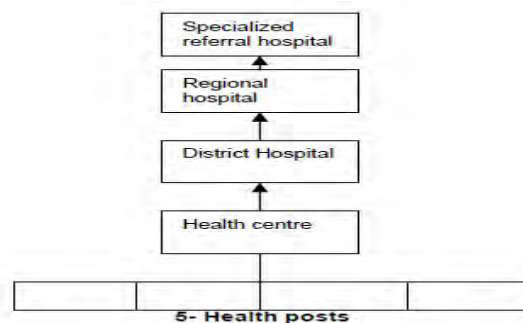 Specialized
referral hospital
Regional
hospital
District Hospital
Health centre
5- Health posts